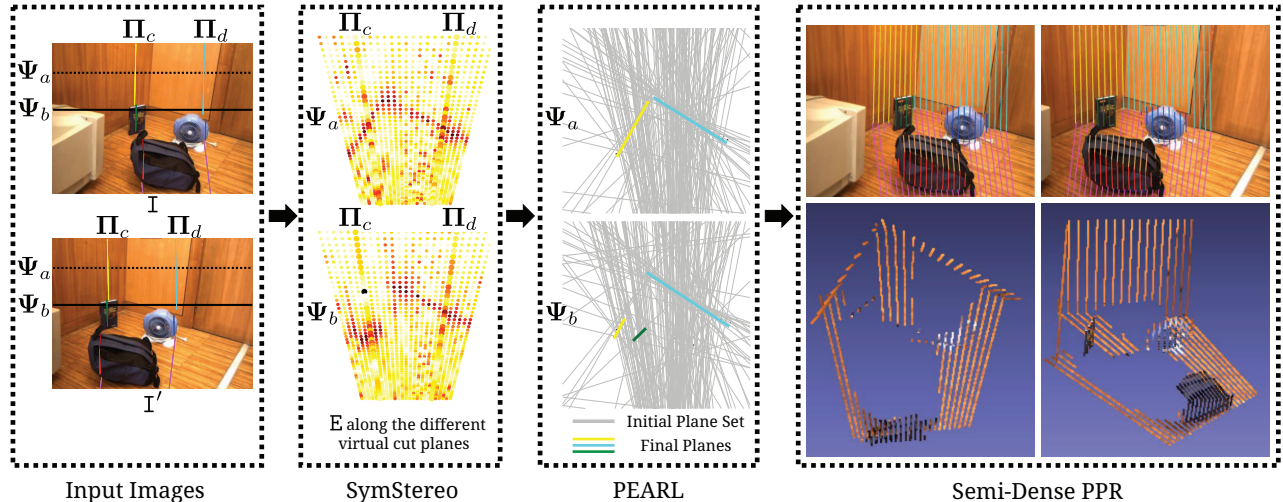 Π_c Π_d
Ψ_a
Ψ_b
I
Π_c Π_d
Ψ_a
Ψ_b
I′
Input Images
Π_c Π_d
Ψ_a
Π_c Π_d
Ψ_b
E along the different
virtual cut planes
SymStereo
Ψ_a
Ψ_b
Initial Plane Set
Final Planes
PEARL
Semi-Dense PPR